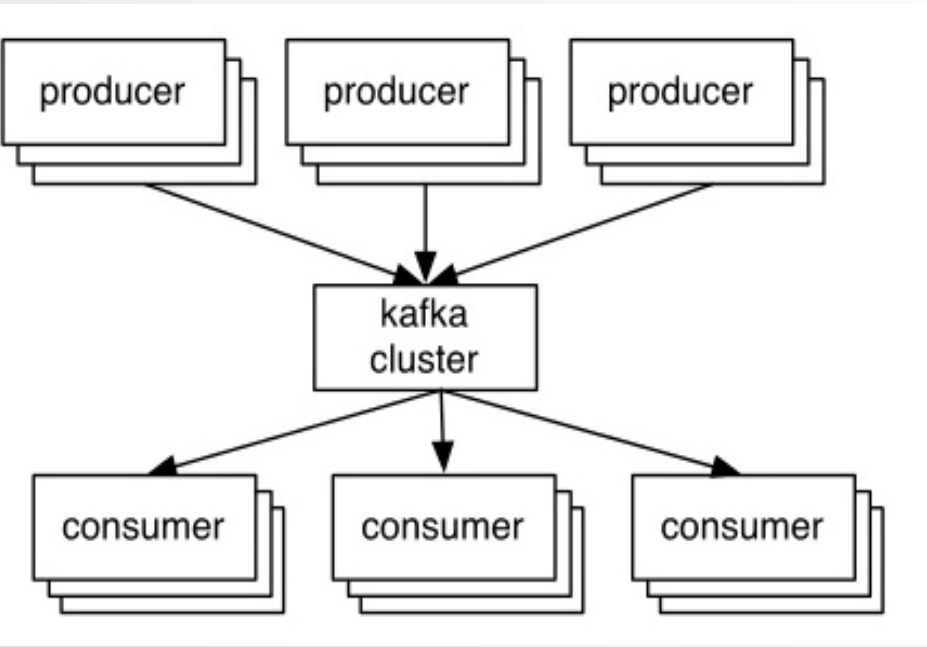 producer
producer
producer
kafka
cluster
consumer
consumer
consumer